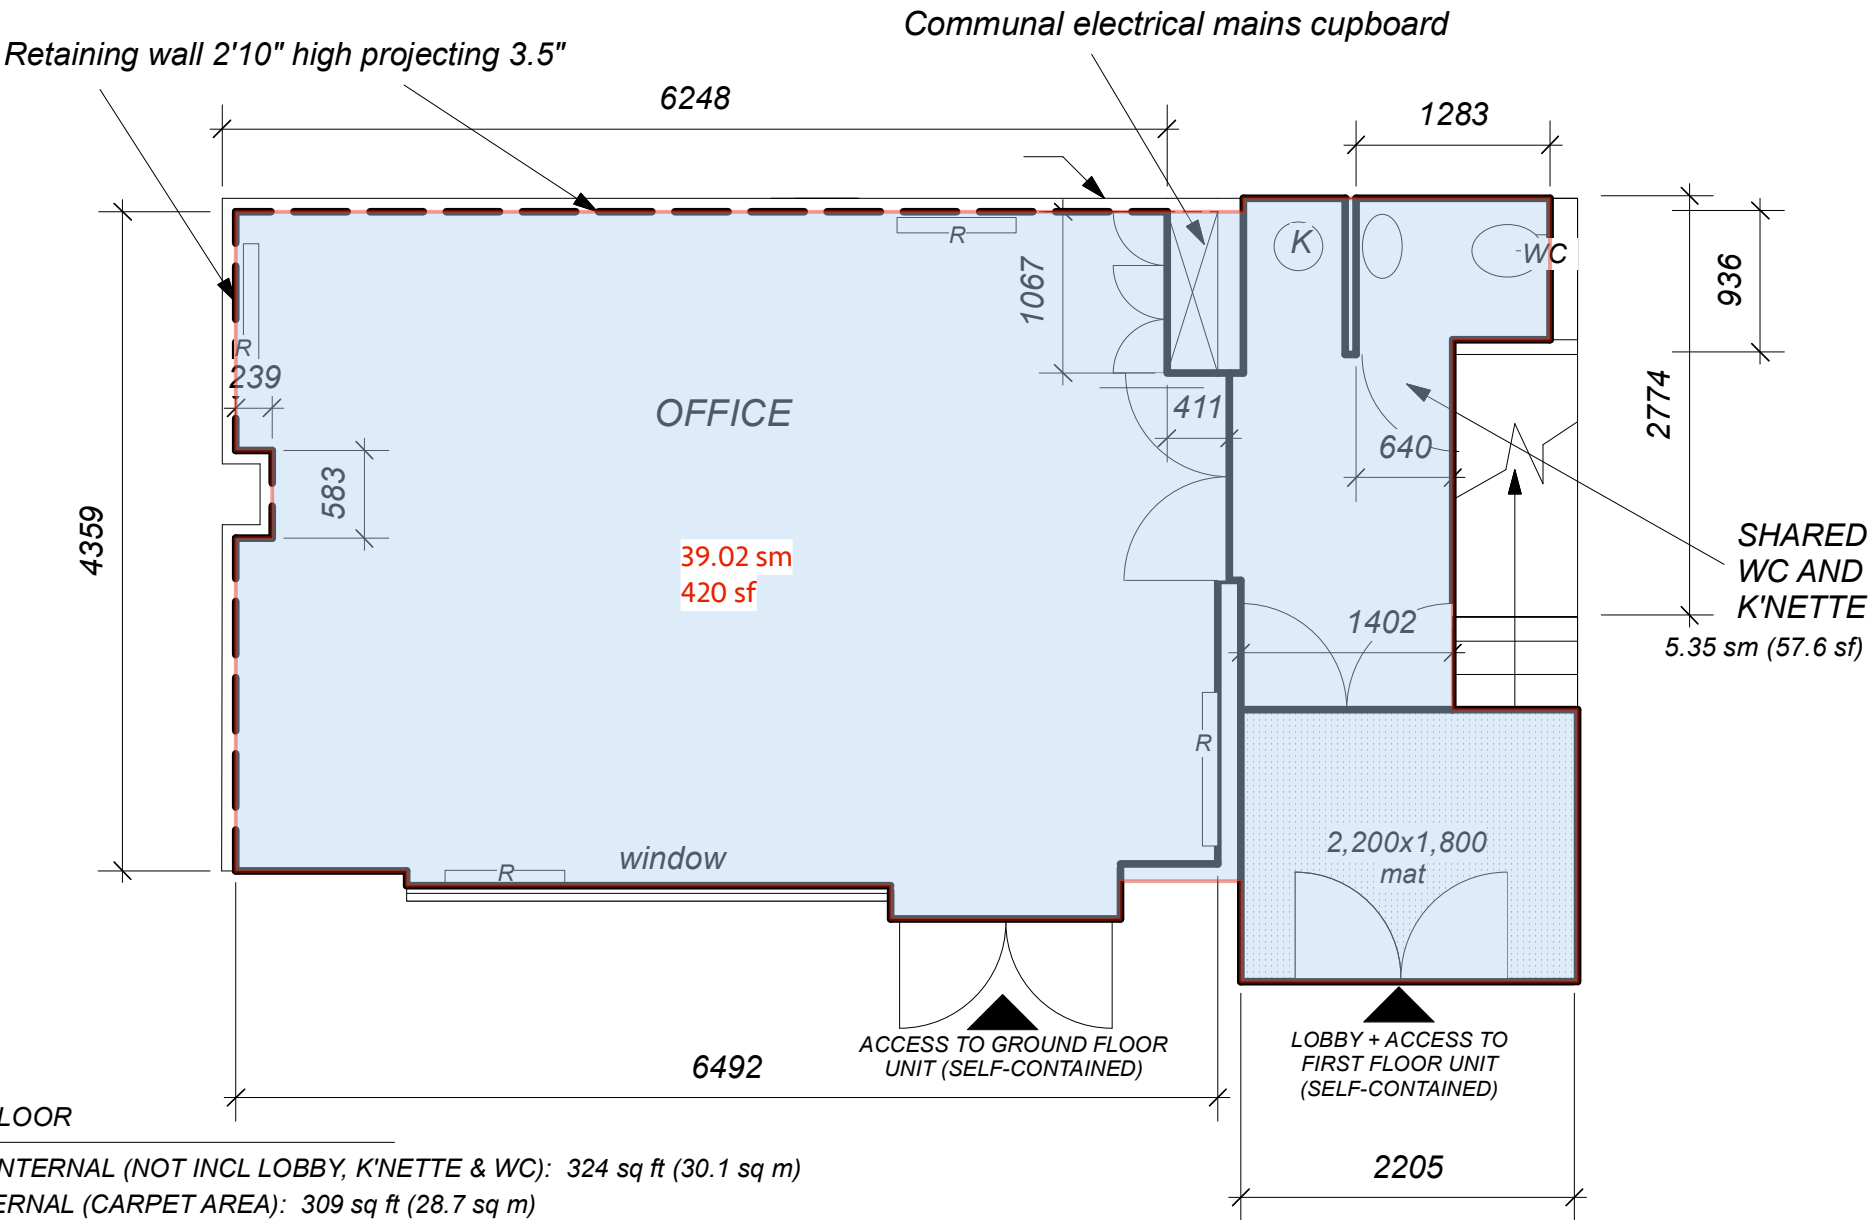 Communal electrical mains cupboard
Retaining wall 2'10" high projecting 3.5"
6248
1283
R
K
WC
936
1067
R
239
2774
OFFICE
411
640
583
4359
39.02 sm
420 sf
SHARED
WC AND
K'NETTE
5.35 sm (57.6 sf)
1402
R
window
R
2,200x1,800
mat
ACCESS TO GROUND FLOOR
UNIT (SELF-CONTAINED)
LOBBY + ACCESS TO
FIRST FLOOR UNIT
(SELF-CONTAINED)
6492
LOOR
NTERNAL (NOT INCL LOBBY, K'NETTE & WC): 324 sq ft (30.1 sq m)
2205
ERNAL (CARPET AREA): 309 sq ft (28.7 sq m)